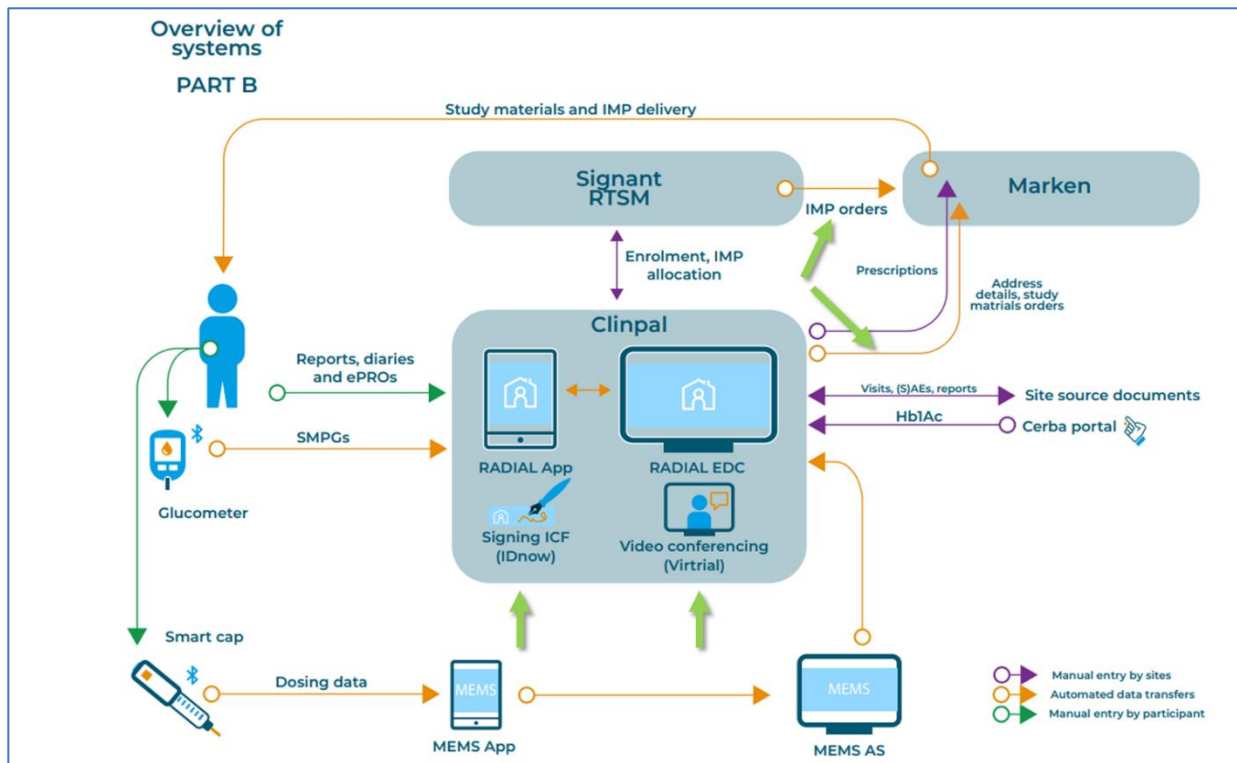 Overview of
systems
PART B
Study materials and IMP delivery
Signant
RTSM
IMP orders
Marken
Enrolment, IMP
allocation
Prescriptions
Address
details, study
matrials orders
Clinpal
Reports, diaries
and ePROs
Visits, (S)AEs, reports
Site source documents
Hb1Ac
Cerba portal
SMPGs
RADIAL App
RADIAL EDC
Glucometer
Signing ICF
(IDnow)
Video conferencing
(Virtrial)
Smart cap
Dosing data
MEMS
MEMS App
MEMS
MEMS AS
Manual entry by sites
Automated data transfers
Manual entry by participant